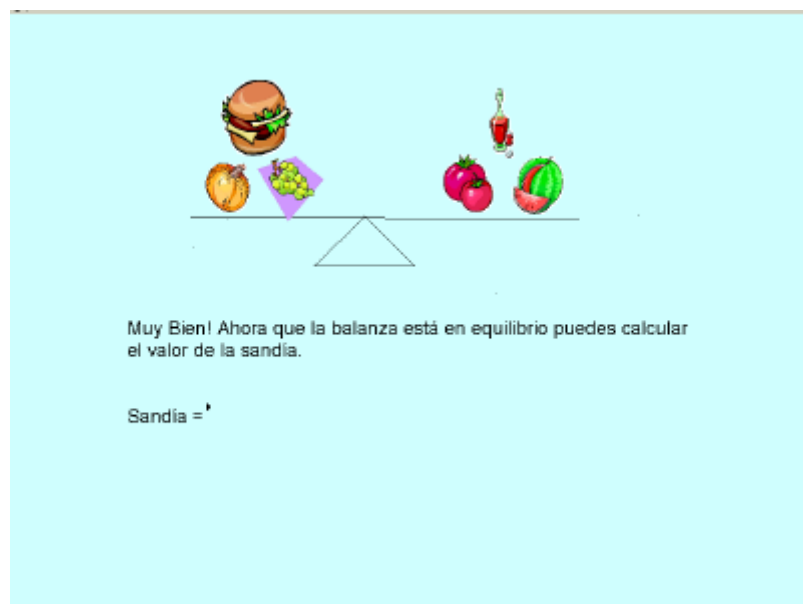 Muy Bien! Ahora que la balanza está en equilibrio puedes calcular
el valor de la sandía.
Sandía =